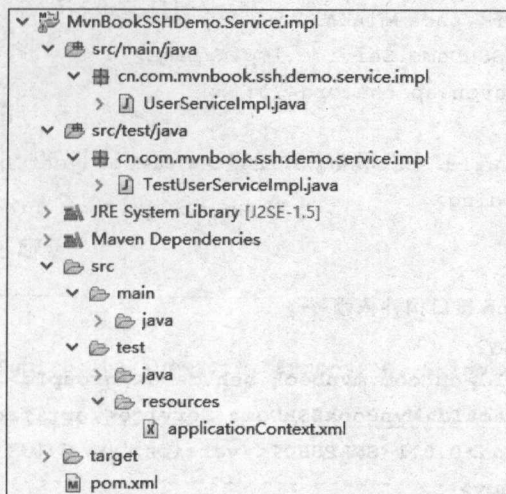 MvnBookSSHDemo.Service.impl
src/main/java
cn.com.mvnbook.ssh.demo.service.impl
UserServiceImpl.java
src/test/java
cn.com.mvnbook.ssh.demo.service.impl
TestUserServiceImpl.java
JRE System Library [J2SE-1.5]
Maven Dependencies
src
main
java
test
java
resources
applicationContext.xml
target
pom.xml